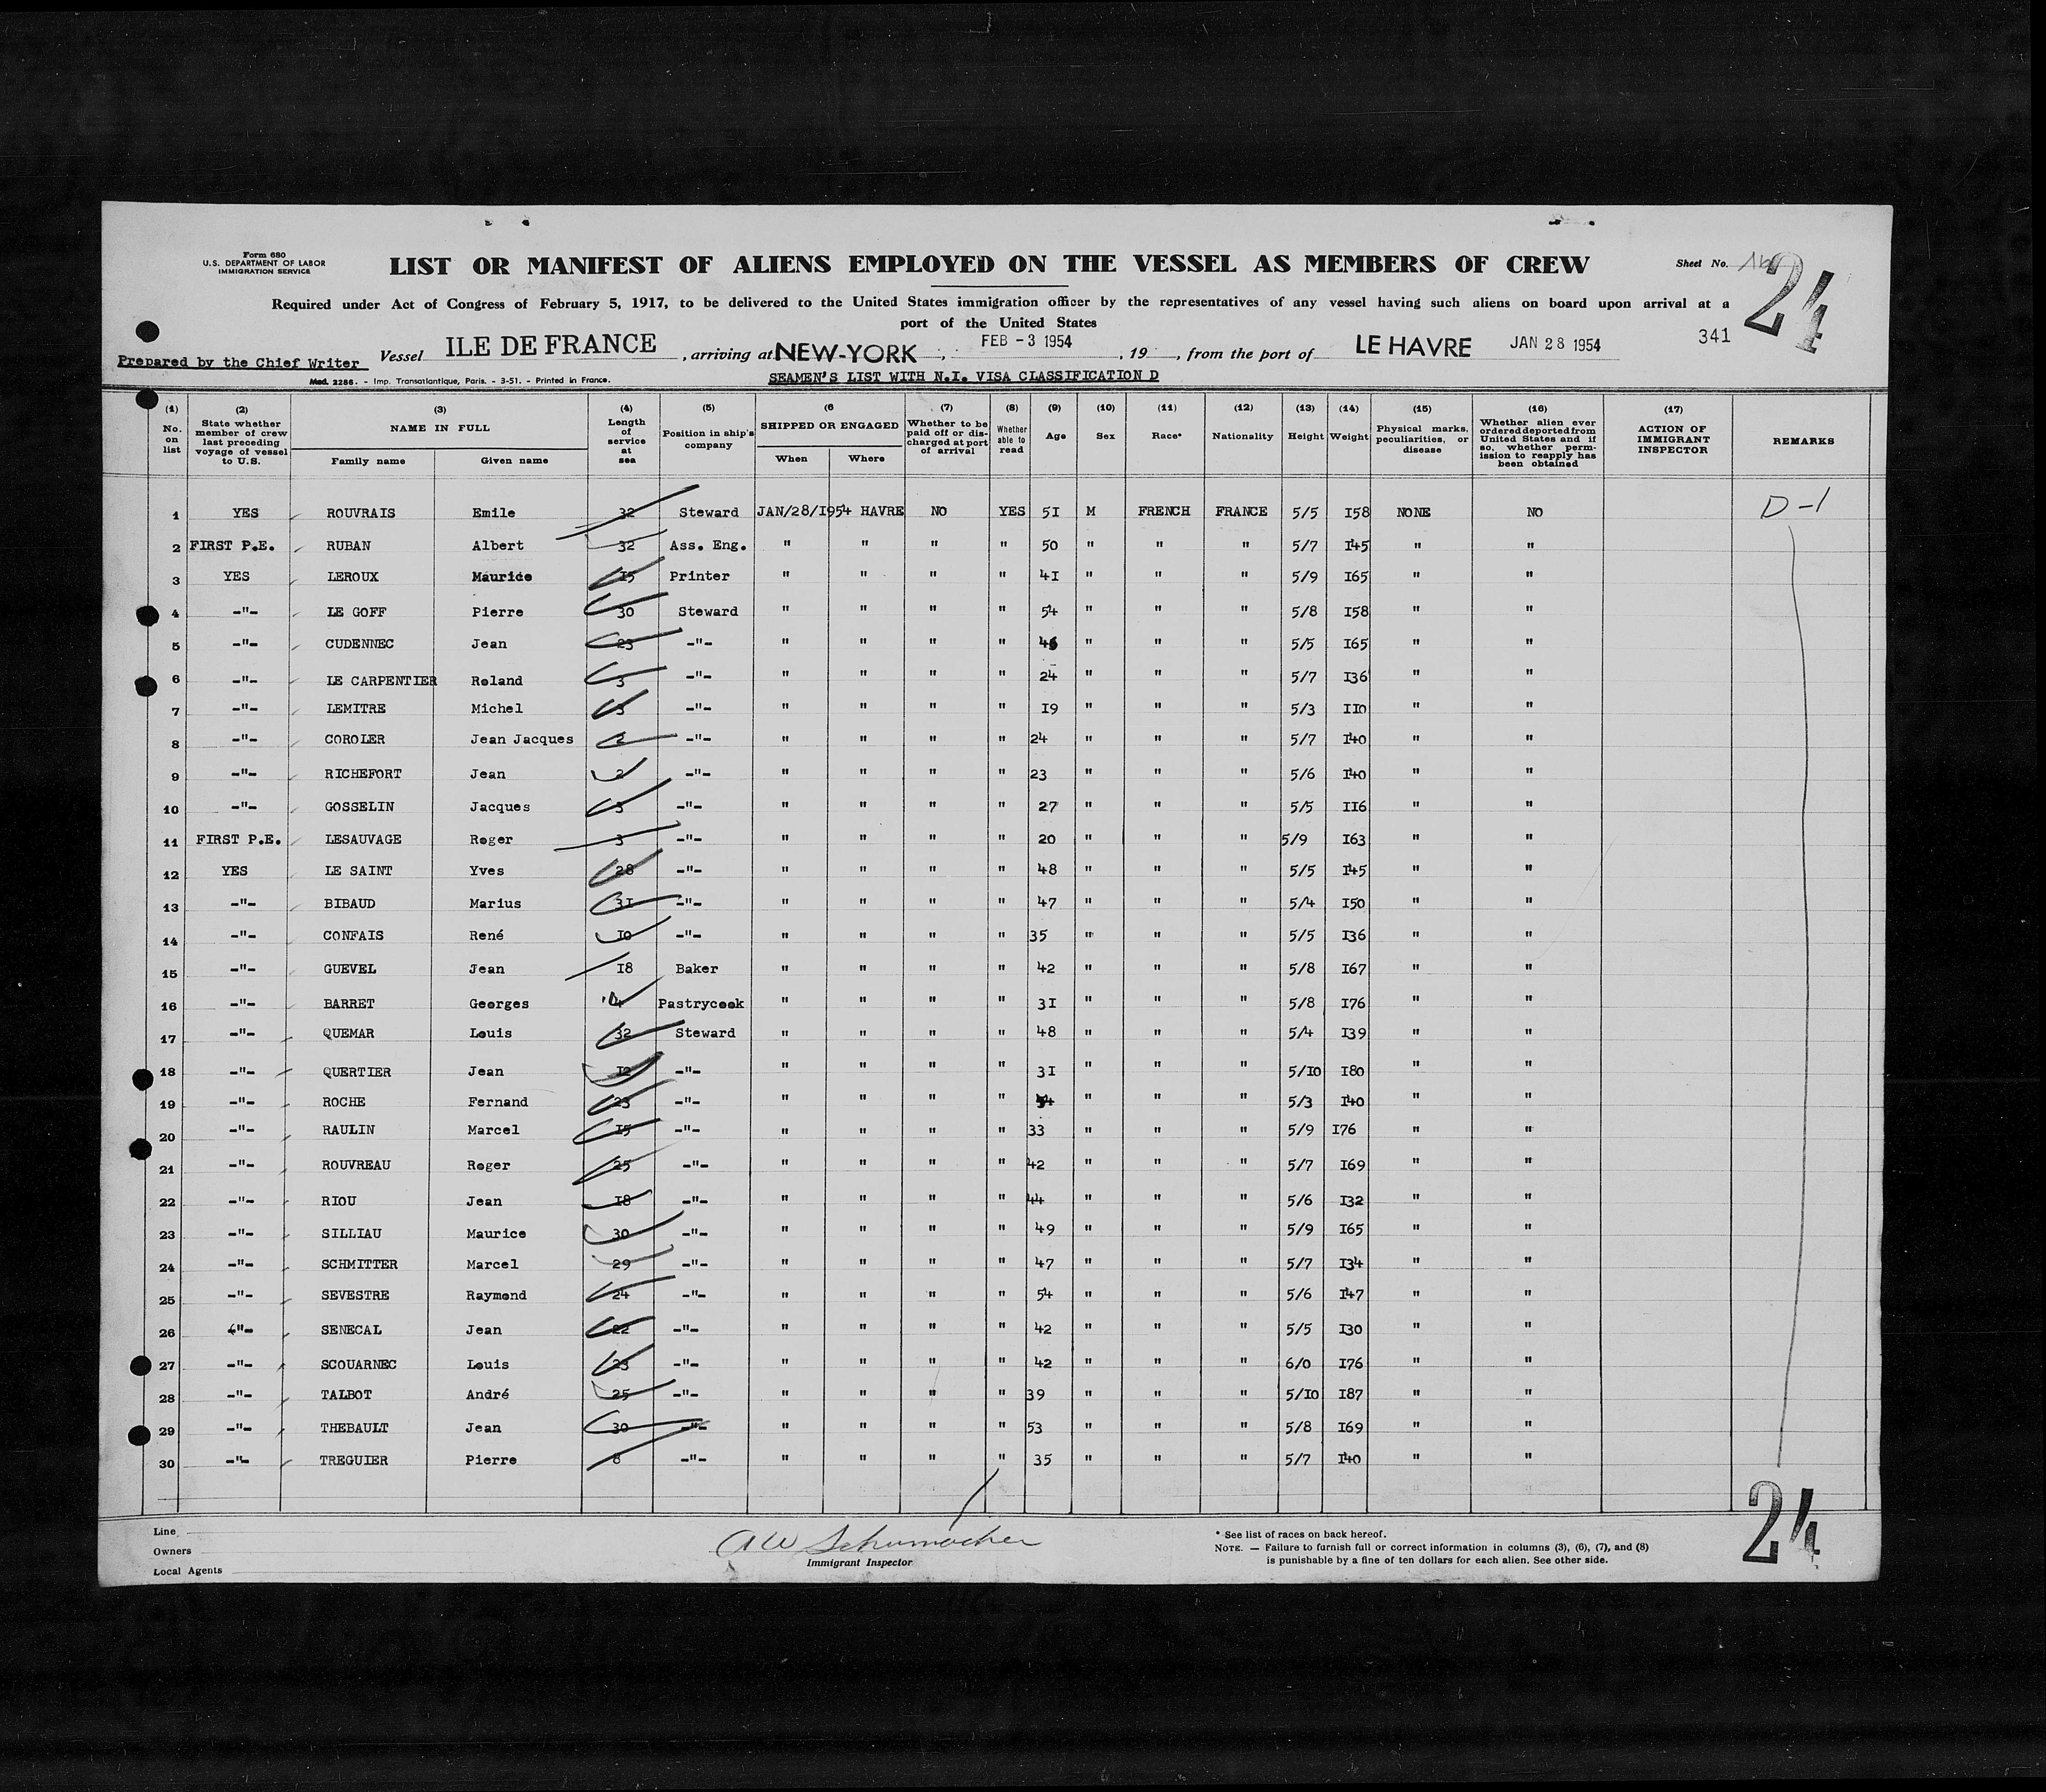 Form 680
U.S. DEPARTMENT OF LABOR
IMMIGRATION SERVICE
LIST OR MANIFEST OF ALIENS EMPLOYED ON THE VESSEL AS MEMBERS OF CREW
Sheet No.
24
Required under Act of Congress of February 5, 1917, to be delivered to the United States immigration officer by the representatives of any vessel having such aliens on board upon arrival at a
port of the United States
341
Prepared by the Chief Writer Vessel ILE DE FRANCE, arriving at NEW-YORK, FEB -3 1954, 19, from the port of LE HAVRE JAN 28 1954
Mod. 2286. - Imp. Transatlantique, Paris. - 3-51. - Printed in France.
SEAMEN'S LIST WITH N.I. VISA CLASSIFICATION D
(1) No. on list (2) State whether member of crew last preceding voyage of vessel to U.S. (3) NAME IN FULL Family name Given name (4) Length of service at sea (5) Position in ship's company (6 SHIPPED OR ENGAGED When Where (7) Whether to be paid off or discharged at port of arrival (8) Whether able to read (9) Age (10) Sex (11) Race* (12) Nationality (13) Height (14) Weight (15) Physical marks, peculiarities, or disease (16) Whether alien ever ordered deported from United States and if so, whether permission to reapply has been obtained (17) ACTION OF IMMIGRANT INSPECTOR REMARKS
1 YES ROUVRAIS Emile 32 Steward JAN/28/1954 HAVRE NO YES 51 M FRENCH FRANCE 5/5 158 NONE NO D-1
2 FIRST P.E. RUBAN Albert 32 Ass. Eng. " " " " 50 " " " 5/7 145 " "
3 YES LEROUX Maurice 15 Printer " " " " 41 " " " 5/9 165 " "
4 -"- LE GOFF Pierre 30 Steward " " " " 54 " " " 5/8 158 " "
5 -"- CUDENNEC Jean 23 -"- " " " " " " " 5/5 165 " "
6 -"- LE CARPENTIER Roland 3 -"- " " " " 24 " " " 5/7 136 " "
7 -"- LEMITRE Michel 3 -"- " " " " 19 " " " 5/3 110 " "
8 -"- COROLER Jean Jacques 2 -"- " " " " 24 " " " 5/7 140 " "
9 -"- RICHEFORT Jean 2 -"- " " " " 23 " " " 5/6 140 " "
10 -"- GOSSELIN Jacques 3 -"- " " " " 27 " " " 5/5 116 " "
11 FIRST P.E. LESAUVAGE Roger 3 -"- " " " " 20 " " " 5/9 163 " "
12 YES LE SAINT Yves 28 -"- " " " " 48 " " " 5/5 145 " "
13 -"- BIBAUD Marius 31 -"- " " " " 47 " " " 5/4 150 " "
14 -"- CONFAIS René 10 -"- " " " " 35 " " " 5/5 136 " "
15 -"- GUEVEL Jean 18 Baker " " " " 42 " " " 5/8 167 " "
16 -"- BARRET Georges Pastrycook " " " " 31 " " " 5/8 176 " "
17 -"- QUEMAR Louis 32 Steward " " " " 48 " " " 5/4 139 " "
18 -"- QUERTIER Jean 12 -"- " " " " 31 " " " 5/10 180 " "
19 -"- ROCHE Fernand 23 -"- " " " " " " " 5/3 140 " "
20 -"- RAULIN Marcel 15 -"- " " " " 33 " " " 5/9 176 " "
21 -"- ROUVREAU Roger 25 -"- " " " " 42 " " " 5/7 169 " "
22 -"- RIOU Jean 18 -"- " " " " 44 " " " 5/6 132 " "
23 -"- SILLIAU Maurice 30 -"- " " " " 49 " " " 5/9 165 " "
24 -"- SCHMITTER Marcel 29 -"- " " " " 47 " " " 5/7 134 " "
25 -"- SEVESTRE Raymond 24 -"- " " " " 54 " " " 5/6 147 " "
26 -"- SENECAL Jean 22 -"- " " " " 42 " " " 5/5 130 " "
27 -"- SCOUARNEC Louis 23 -"- " " " " 42 " " " 6/0 176 " "
28 -"- TALBOT André 25 -"- " " " " 39 " " " 5/10 187 " "
29 -"- THEBAULT Jean 30 -"- " " " " 53 " " " 5/8 169 " "
30 -"- TREGUIER Pierre 8 -"- " " " " 35 " " " 5/7 140 " "
24
Line
Owners
Local Agents
A W Schumacher
Immigrant Inspector
* See list of races on back hereof.
NOTE. — Failure to furnish full or correct information in columns (3), (6), (7), and (8)
is punishable by a fine of ten dollars for each alien. See other side.